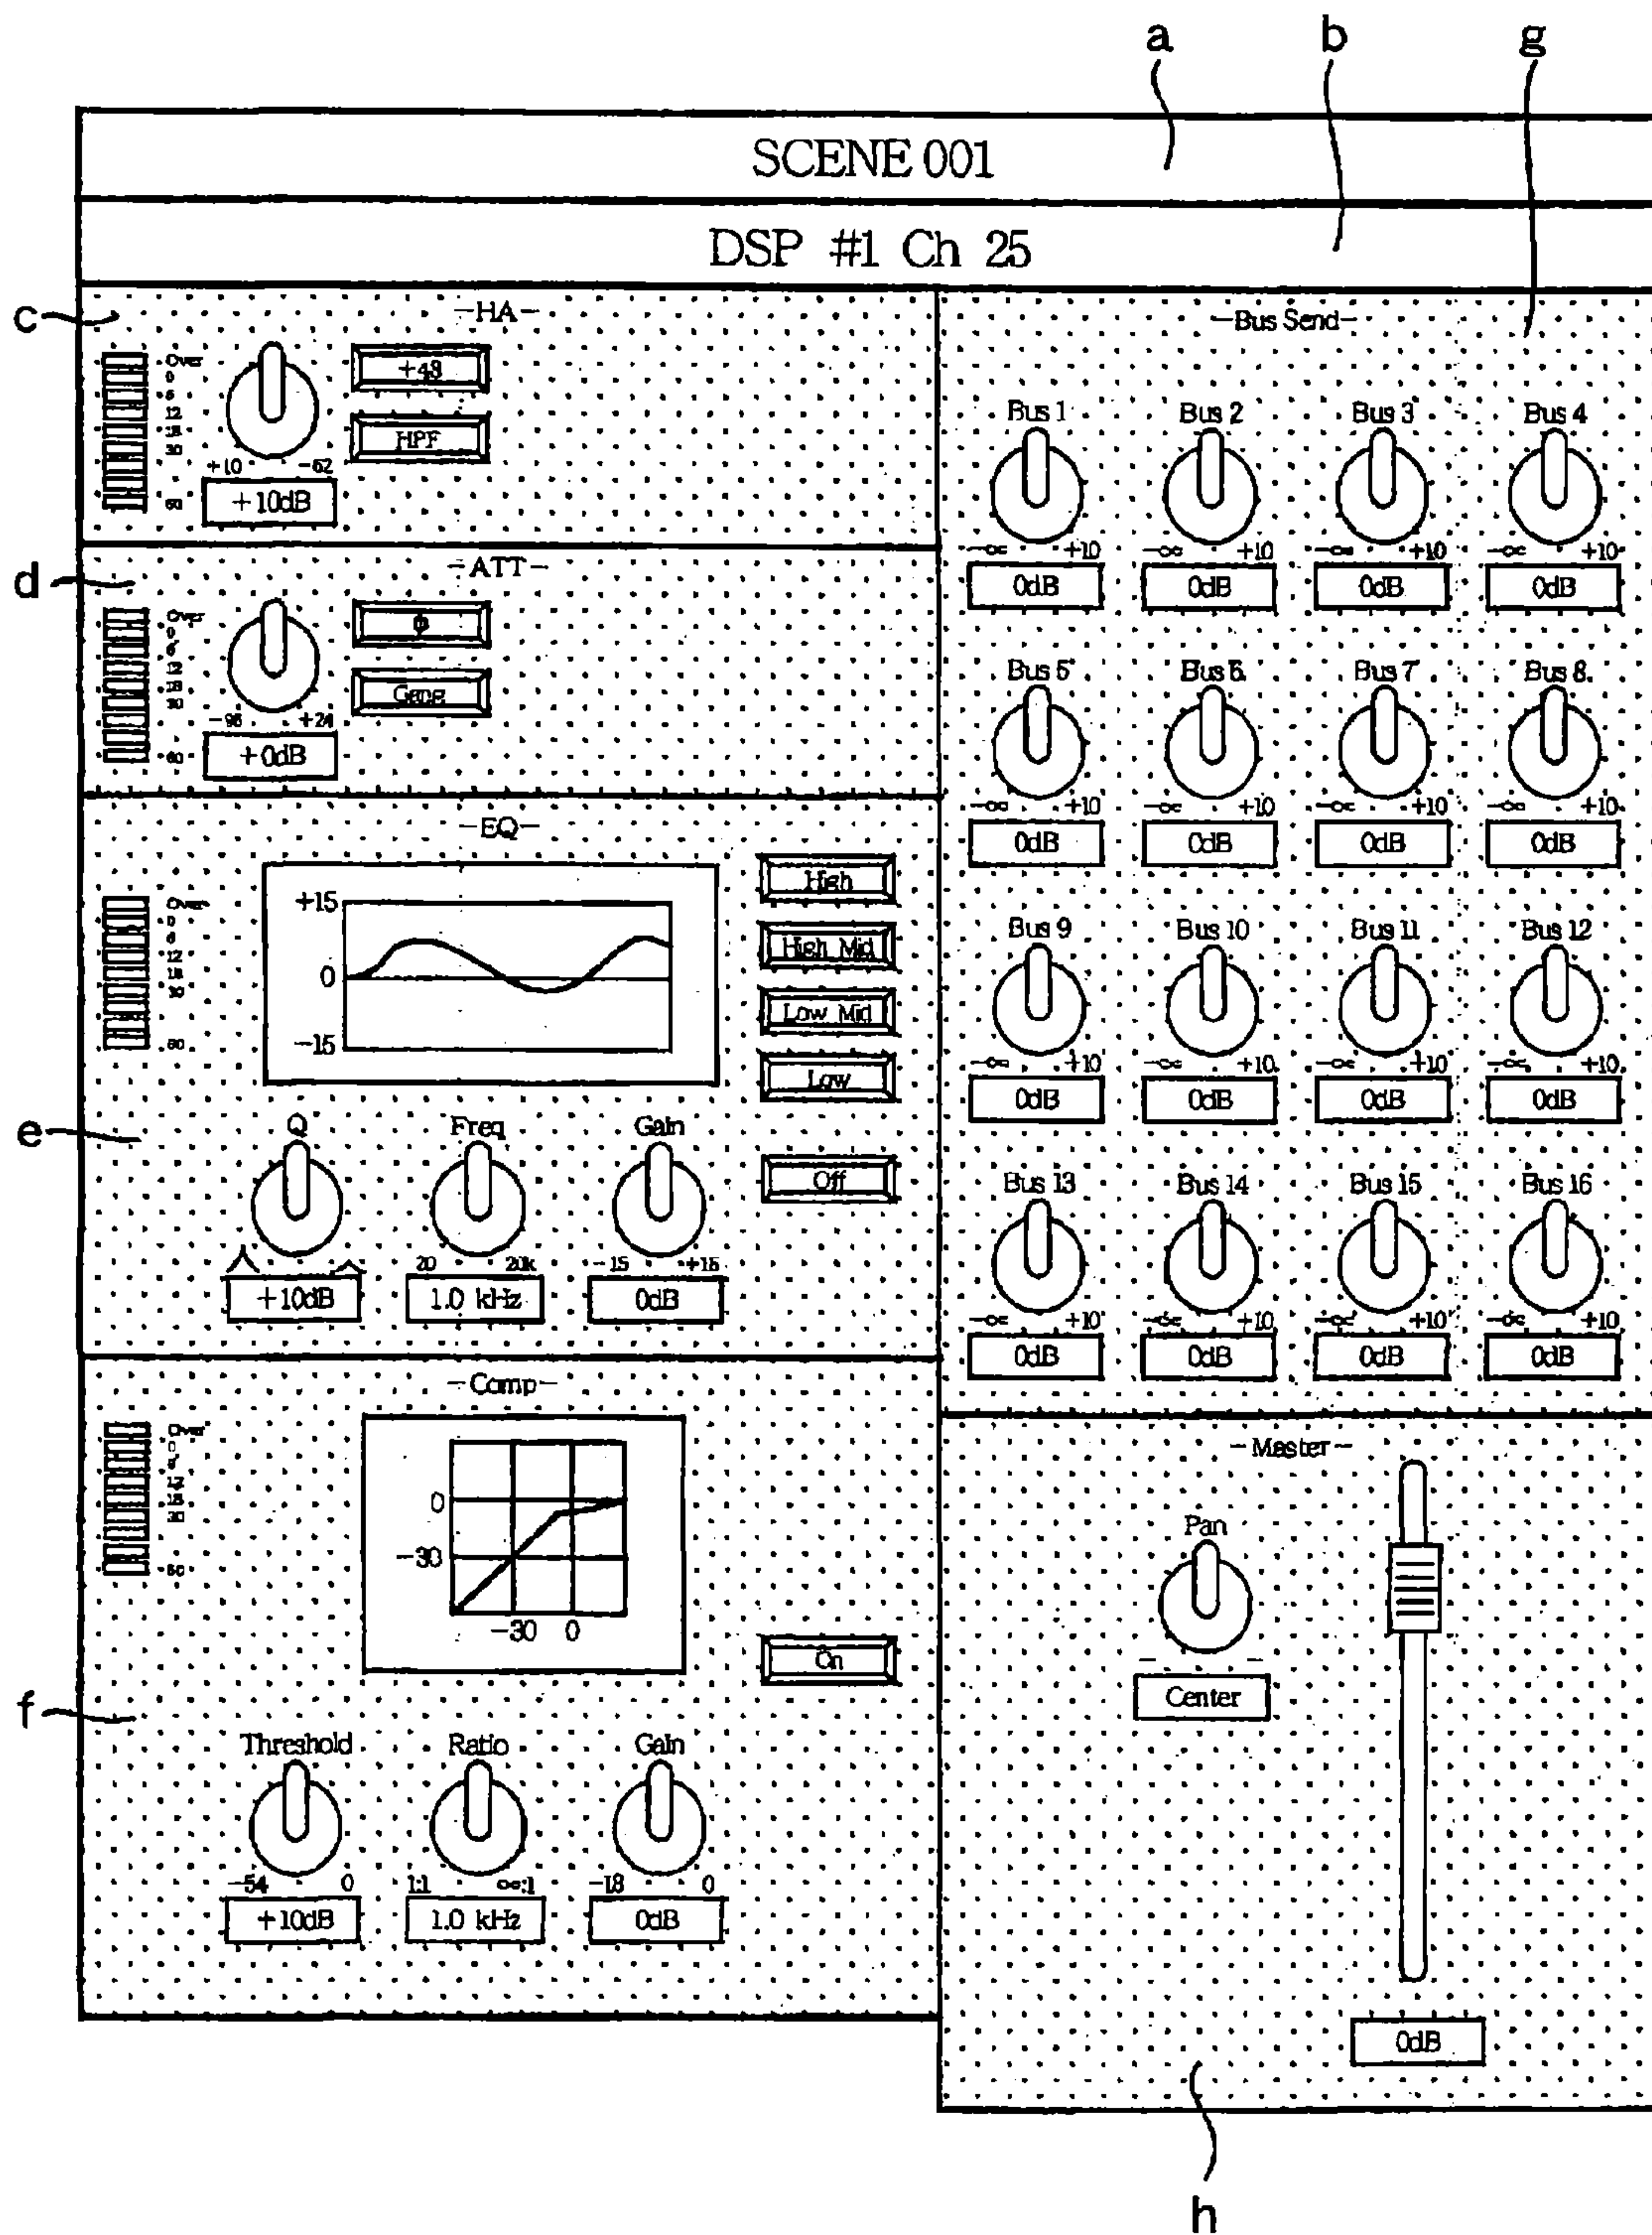 a b g
SCENE 001
DSP #1 Ch 25
c
-HA-
Over
0
6
12
18
30
60
+10 -62
+10dB
+48
HPF
d
-ATT-
Over
0
6
12
18
30
60
-96 +24
+0dB
φ
Gang
e
-EQ-
Over
0
6
12
18
30
60
+15
0
-15
High
High Mid
Low Mid
Low
Off
Q Freq Gain
20 20k -15 +15
+10dB 1.0 kHz 0dB
f
-Comp-
Over
0
6
12
18
30
60
0
-30
-30 0
On
Threshold Ratio Gain
-54 0 1:1 ∞:1 -18 0
+10dB 1.0 kHz 0dB
-Bus Send-
Bus 1 Bus 2 Bus 3 Bus 4
-∞ +10 -∞ +10 -∞ +10 -∞ +10
0dB 0dB 0dB 0dB
Bus 5 Bus 6 Bus 7 Bus 8
-∞ +10 -∞ +10 -∞ +10 -∞ +10
0dB 0dB 0dB 0dB
Bus 9 Bus 10 Bus 11 Bus 12
-∞ +10 -∞ +10 -∞ +10 -∞ +10
0dB 0dB 0dB 0dB
Bus 13 Bus 14 Bus 15 Bus 16
-∞ +10 -∞ +10 -∞ +10 -∞ +10
0dB 0dB 0dB 0dB
-Master-
Pan
- -
Center
0dB
h